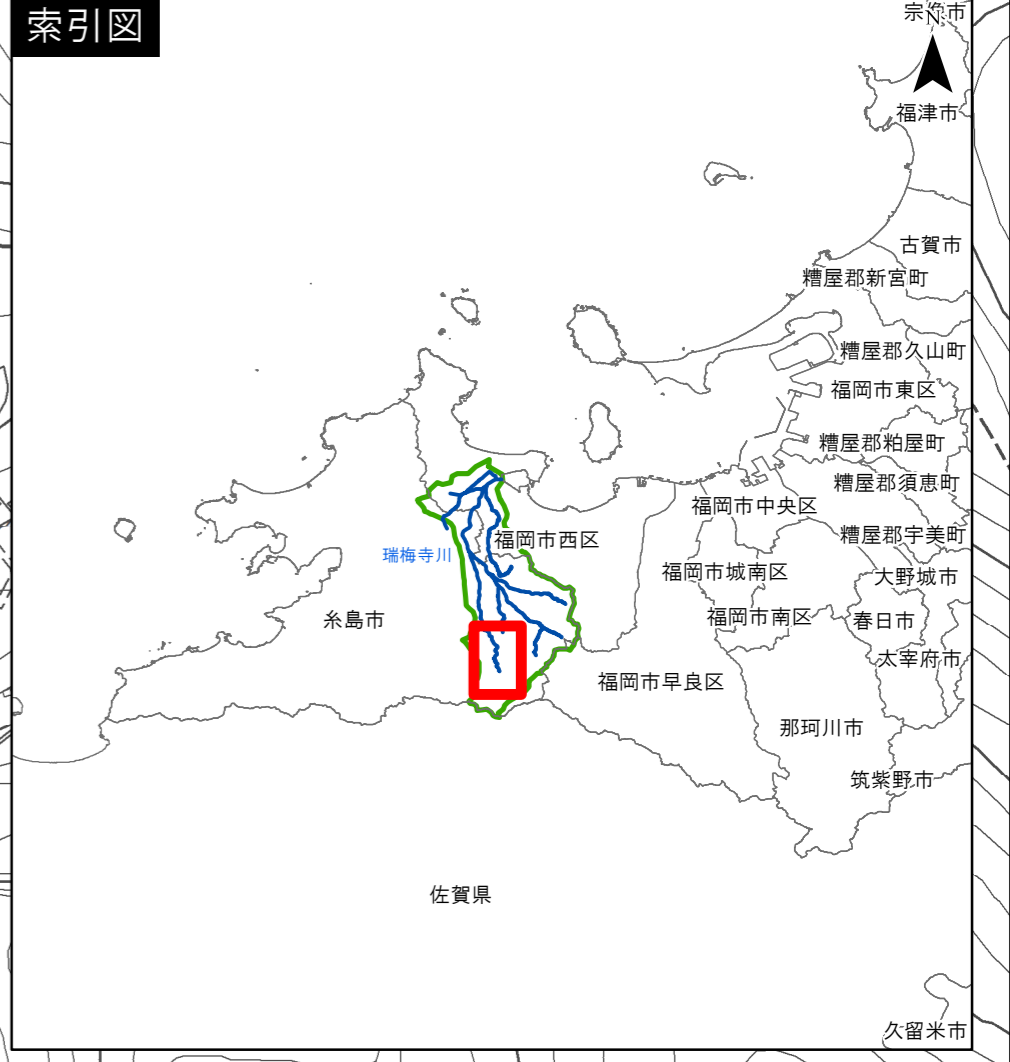 索引図
宗像市
N
福津市
古賀市
糟屋郡新宮町
糟屋郡久山町
福岡市東区
糟屋郡粕屋町
糟屋郡須恵町
福岡市中央区
糟屋郡宇美町
福岡市西区
瑞梅寺川
福岡市城南区
大野城市
糸島市
福岡市南区
春日市
太宰府市
福岡市早良区
那珂川市
筑紫野市
佐賀県
久留米市